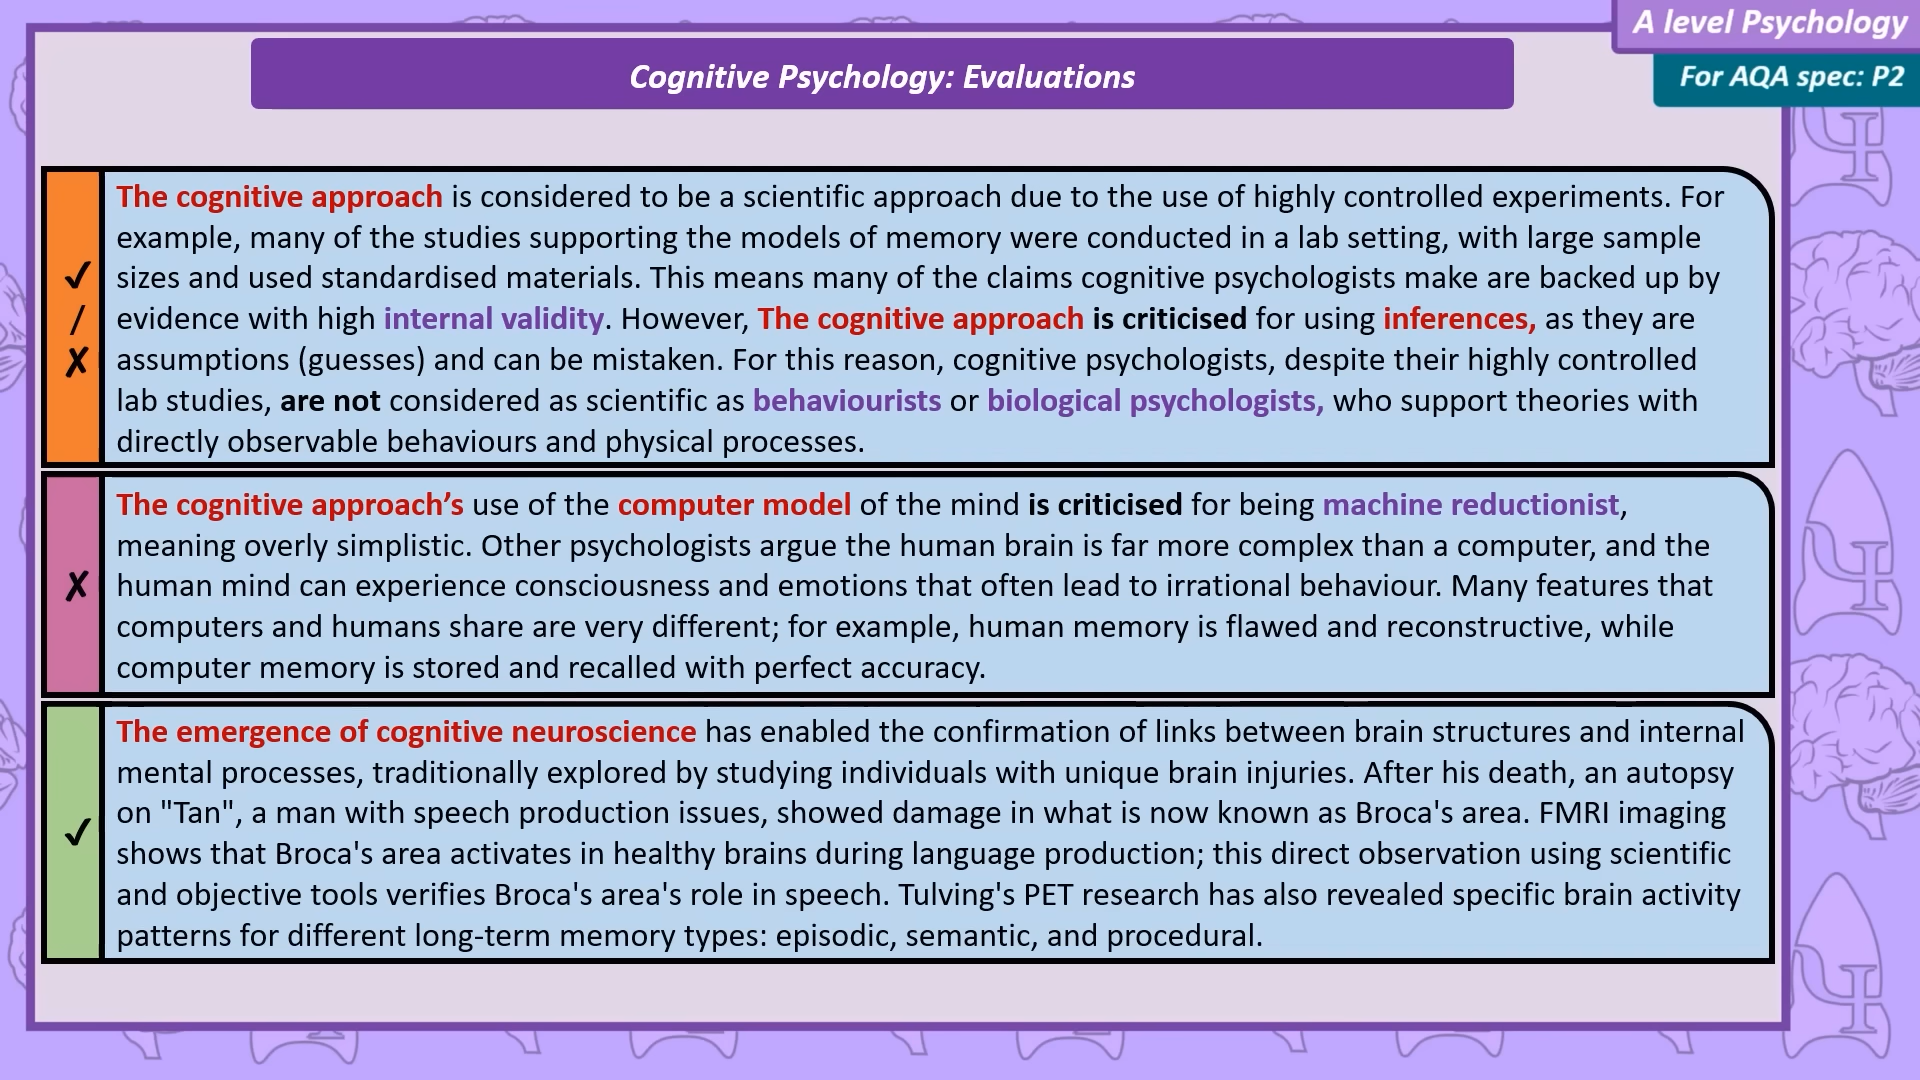 A level Psychology
For AQA spec: P2
Cognitive Psychology: Evaluations
✓
/
✗
The cognitive approach is considered to be a scientific approach due to the use of highly controlled experiments. For
example, many of the studies supporting the models of memory were conducted in a lab setting, with large sample
sizes and used standardised materials. This means many of the claims cognitive psychologists make are backed up by
evidence with high internal validity. However, The cognitive approach is criticised for using inferences, as they are
assumptions (guesses) and can be mistaken. For this reason, cognitive psychologists, despite their highly controlled
lab studies, are not considered as scientific as behaviourists or biological psychologists, who support theories with
directly observable behaviours and physical processes.
✗
The cognitive approach’s use of the computer model of the mind is criticised for being machine reductionist,
meaning overly simplistic. Other psychologists argue the human brain is far more complex than a computer, and the
human mind can experience consciousness and emotions that often lead to irrational behaviour. Many features that
computers and humans share are very different; for example, human memory is flawed and reconstructive, while
computer memory is stored and recalled with perfect accuracy.
✓
The emergence of cognitive neuroscience has enabled the confirmation of links between brain structures and internal
mental processes, traditionally explored by studying individuals with unique brain injuries. After his death, an autopsy
on "Tan", a man with speech production issues, showed damage in what is now known as Broca's area. FMRI imaging
shows that Broca's area activates in healthy brains during language production; this direct observation using scientific
and objective tools verifies Broca's area's role in speech. Tulving's PET research has also revealed specific brain activity
patterns for different long-term memory types: episodic, semantic, and procedural.